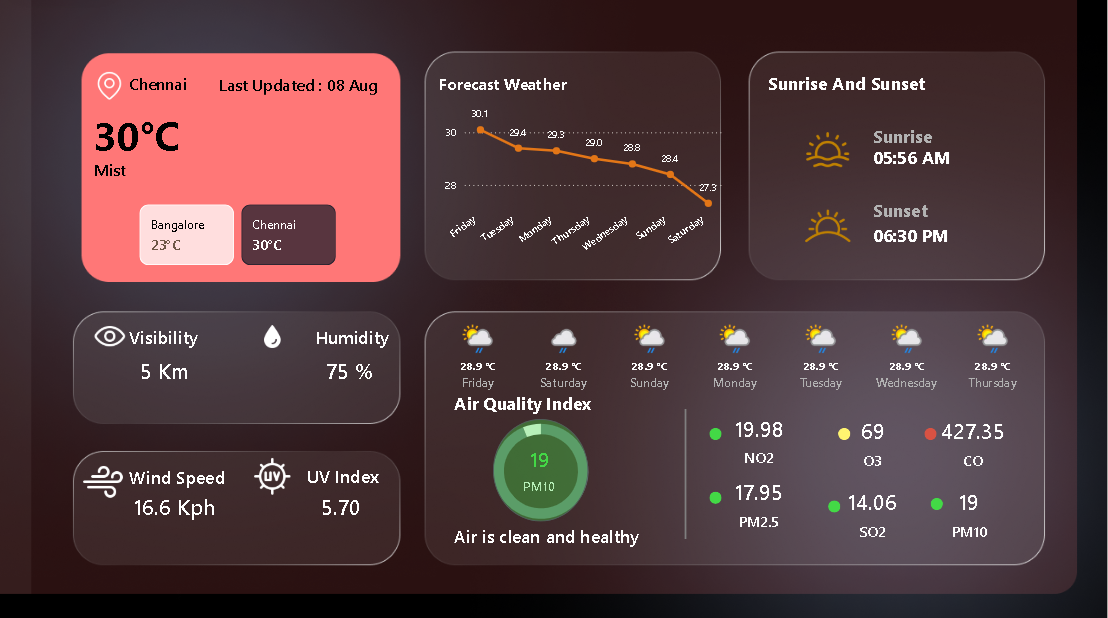 Chennai
Last Updated : 08 Aug
30°C
Mist
Bangalore
23°C
Chennai
30°C
Forecast Weather
30
28
30.1
29.4
29.3
29.0
28.8
28.4
27.3
Friday
Tuesday
Monday
Thursday
Wednesday
Sunday
Saturday
Sunrise And Sunset
Sunrise
05:56 AM
Sunset
06:30 PM
Visibility
5 Km
Humidity
75 %
Wind Speed
16.6 Kph
UV
UV Index
5.70
28.9 °C
Friday
28.9 °C
Saturday
28.9 °C
Sunday
28.9 °C
Monday
28.9 °C
Tuesday
28.9 °C
Wednesday
28.9 °C
Thursday
Air Quality Index
19
PM10
Air is clean and healthy
19.98
NO2
69
O3
427.35
CO
17.95
PM2.5
14.06
SO2
19
PM10